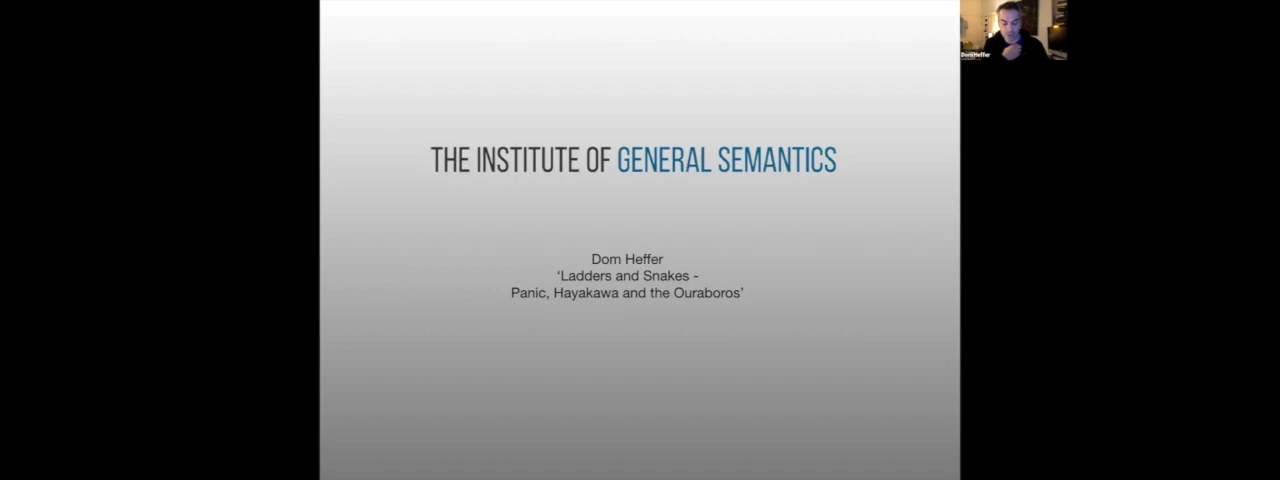 THE INSTITUTE OF GENERAL SEMANTICS
Dom Heffer
‘Ladders and Snakes -
Panic, Hayakawa and the Ouraboros’
Dom Heffer